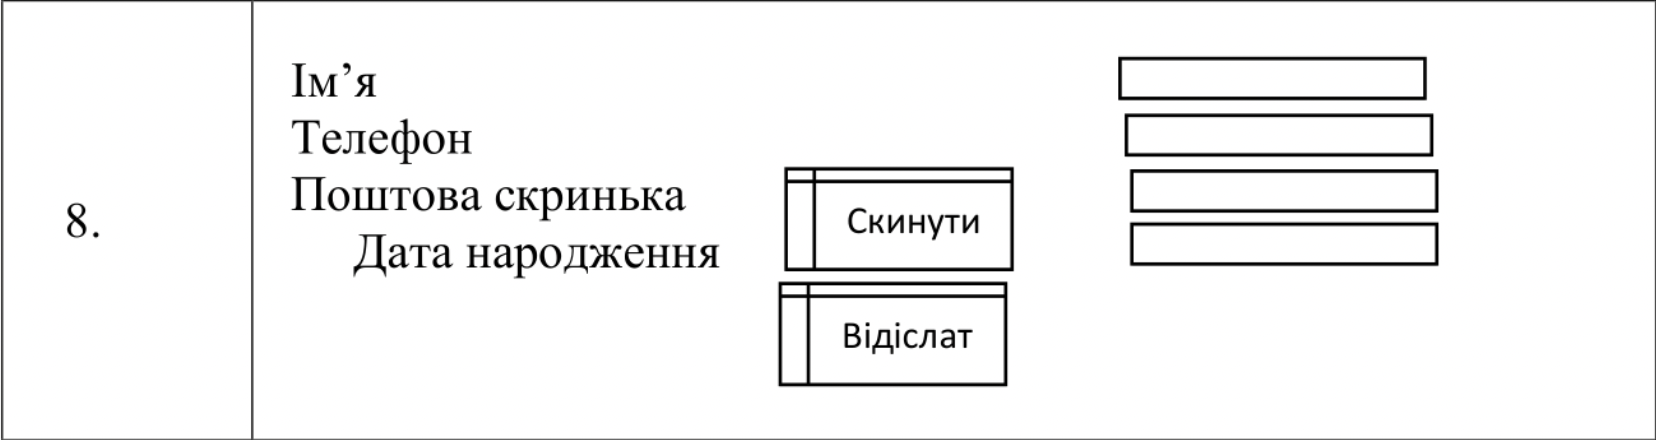 8.
Ім’я
Телефон
Поштова скринька
Дата народження
Скинути
Відіслат